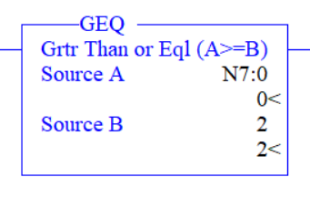 GEQ
Grtr Than or Eql (A>=B)
Source A N7:0
0<
Source B 2
2<